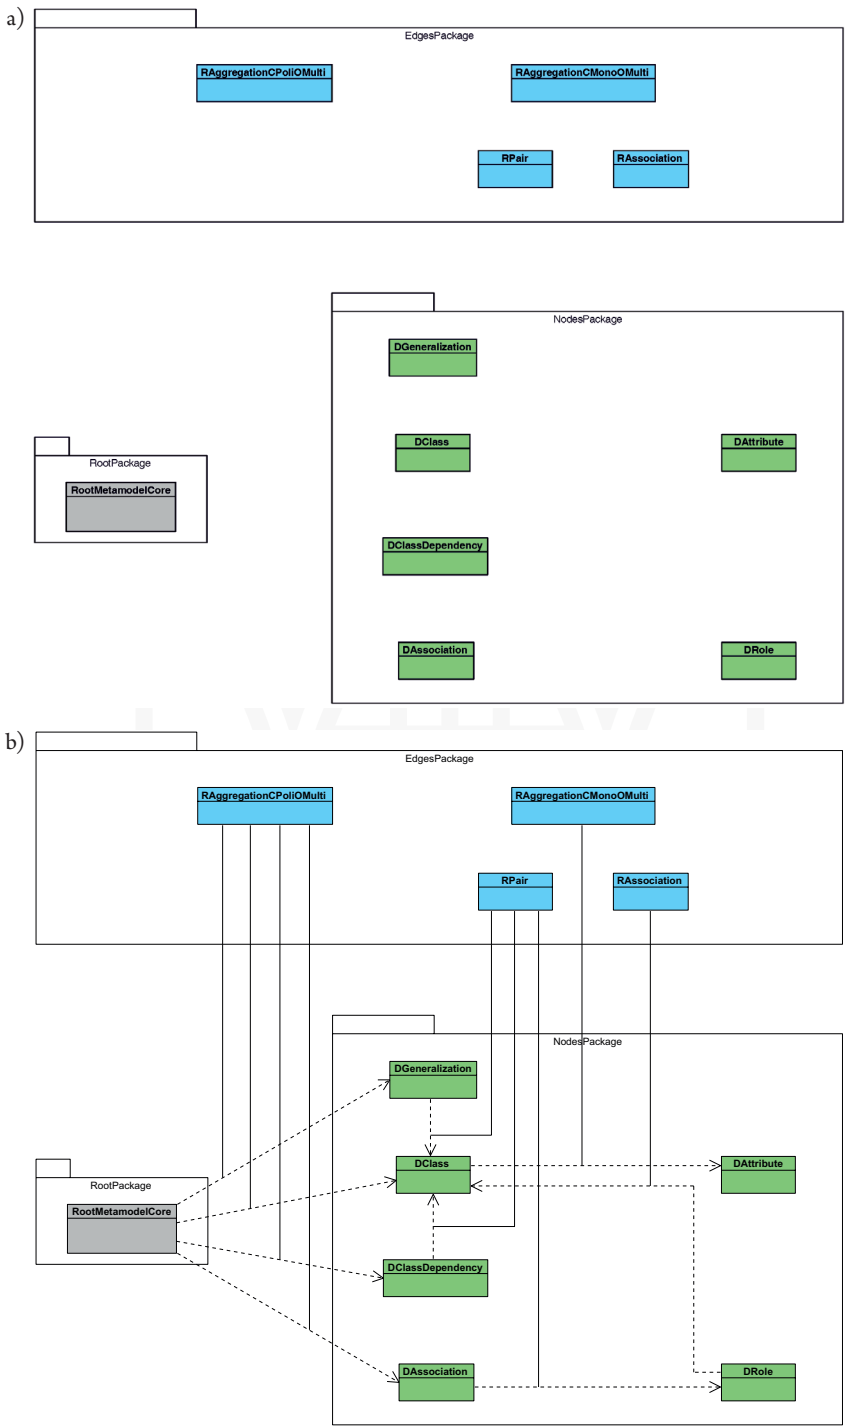 a)
EdgesPackage
RAggregationCPoliOMulti
RAggregationCMonoOMulti
RPair
RAssociation
NodesPackage
DGeneralization
DClass
DAttribute
RootPackage
RootMetamodelCore
DClassDependency
DAssociation
DRole
b)
EdgesPackage
RAggregationCPoliOMulti
RAggregationCMonoOMulti
RPair
RAssociation
NodesPackage
DGeneralization
DClass
DAttribute
RootPackage
RootMetamodelCore
DClassDependency
DAssociation
DRole